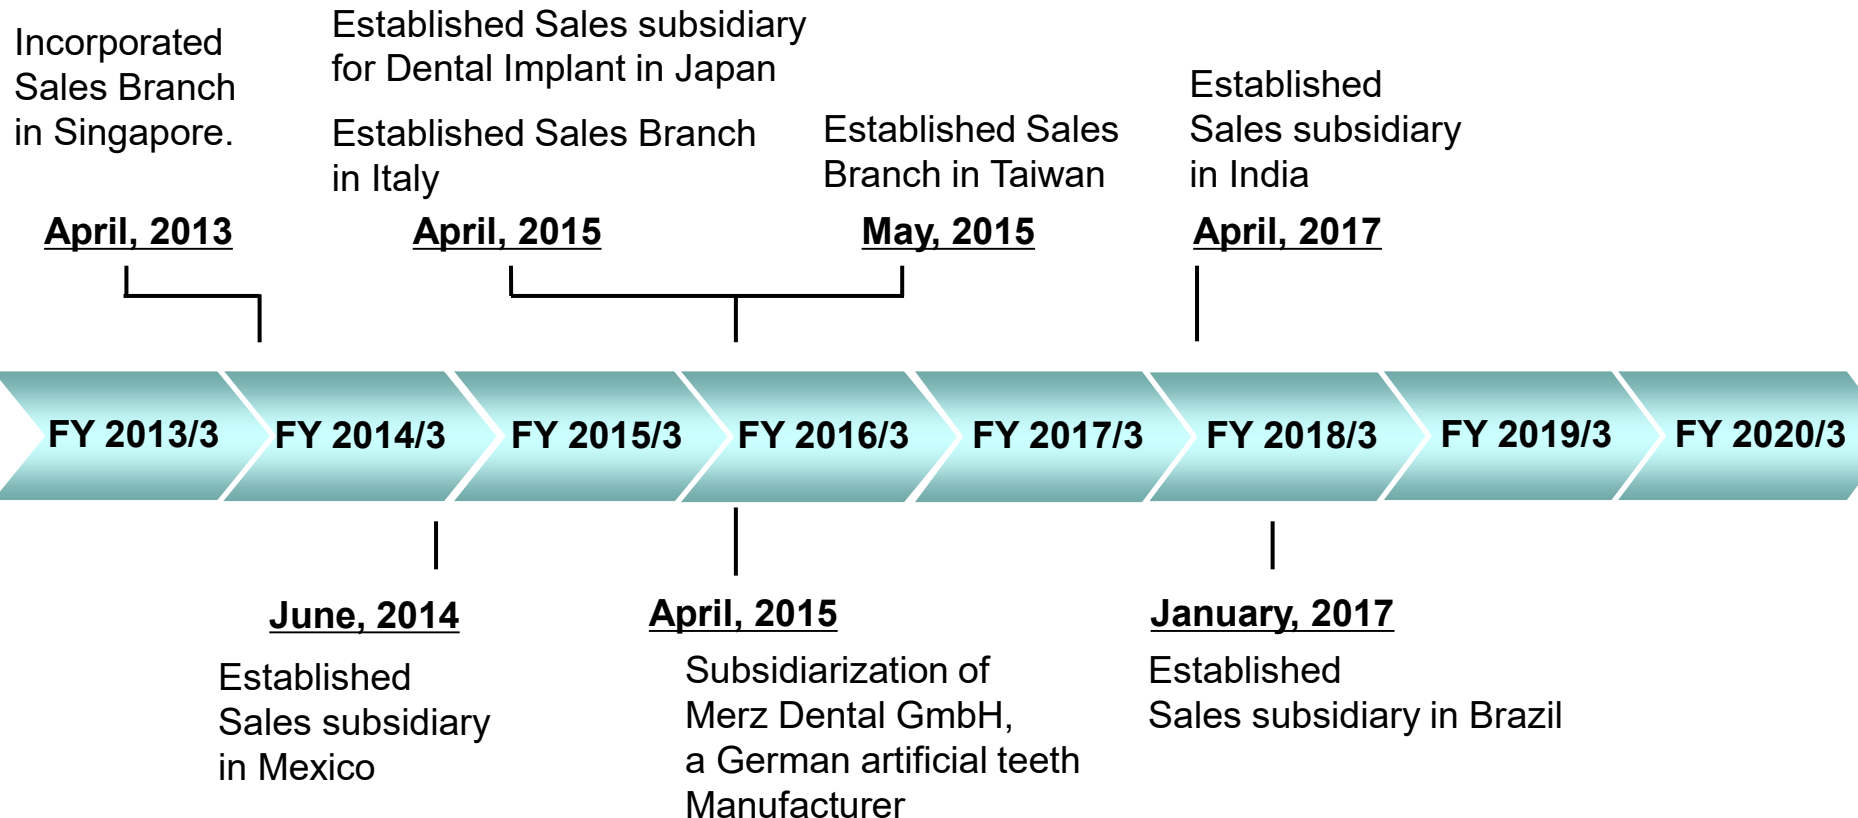 Incorporated
Sales Branch
in Singapore.
April, 2013
Established Sales subsidiary
for Dental Implant in Japan
Established Sales Branch
in Italy
April, 2015
Established Sales
Branch in Taiwan
May, 2015
Established
Sales subsidiary
in India
April, 2017
FY 2013/3
FY 2014/3
FY 2015/3
FY 2016/3
FY 2017/3
FY 2018/3
FY 2019/3
FY 2020/3
June, 2014
Established
Sales subsidiary
in Mexico
April, 2015
Subsidiarization of
Merz Dental GmbH,
a German artificial teeth
Manufacturer
January, 2017
Established
Sales subsidiary in Brazil